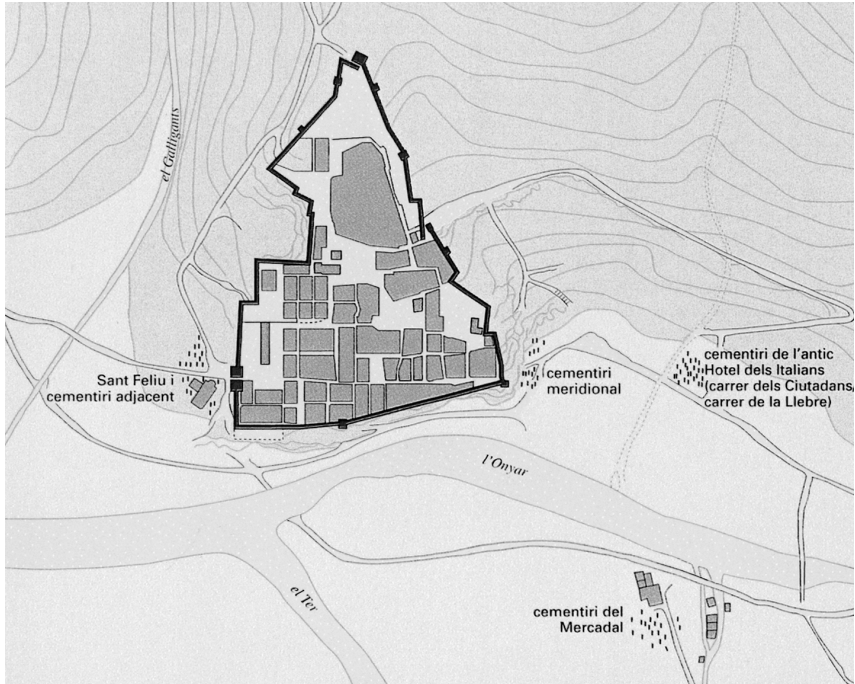 el Galligants
Sant Feliu i
cementiri adjacent
cementiri
meridional
cementiri de l'antic
Hotel dels Italians
(carrer dels Ciutadans,
carrer de la Llebre)
l'Onyar
el Ter
cementiri del
Mercadal